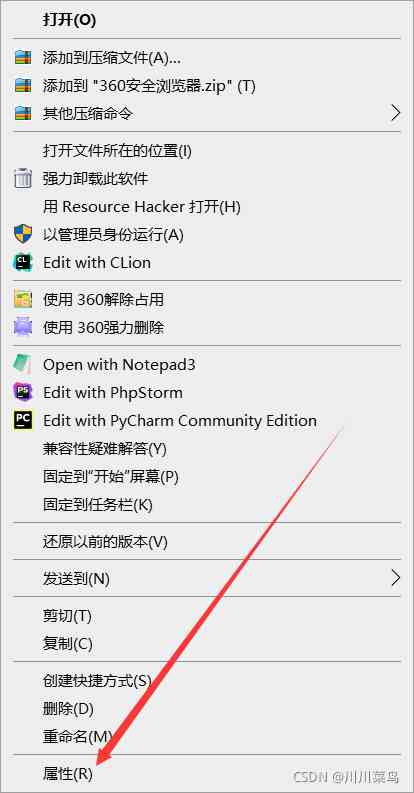 打开(O)
添加到压缩文件(A)...
添加到 "360安全浏览器.zip" (T)
其他压缩命令
打开文件所在的位置(I)
强力卸载此软件
用 Resource Hacker 打开(H)
以管理员身份运行(A)
CL
Edit with CLion
使用 360解除占用
使用 360强力删除
Open with Notepad3
PS
Edit with PhpStorm
PC
Edit with PyCharm Community Edition
兼容性疑难解答(Y)
固定到"开始"屏幕(P)
固定到任务栏(K)
还原以前的版本(V)
发送到(N)
剪切(T)
复制(C)
创建快捷方式(S)
删除(D)
重命名(M)
属性(R)
CSDN @川川菜鸟